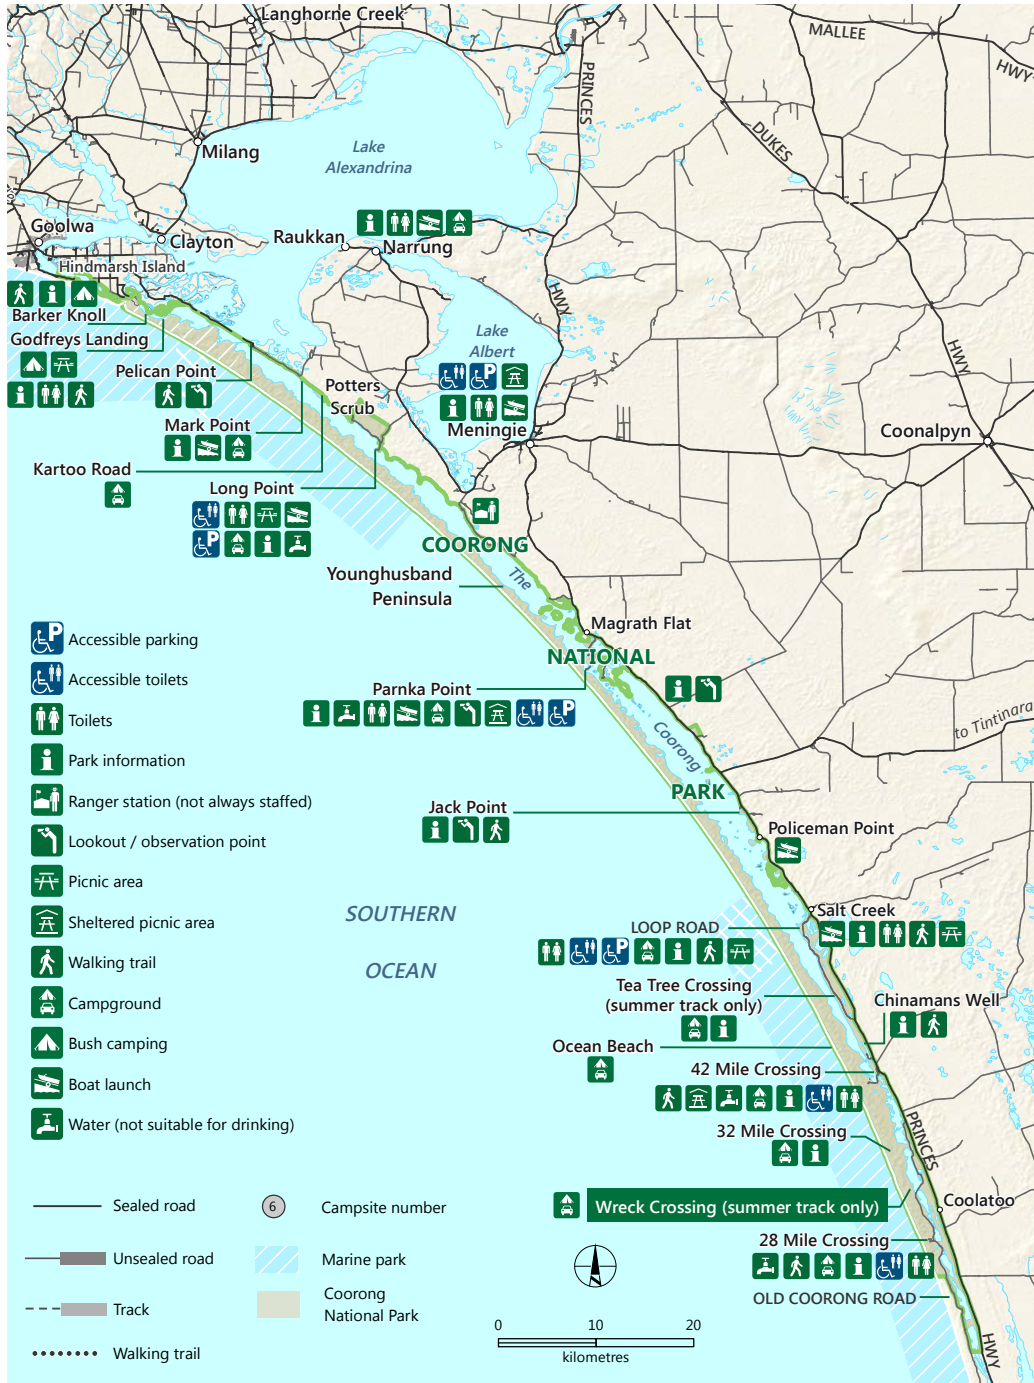 Langhorne Creek
MALLEE
HWY
PRINCES
DUKES
Milang
Lake
Alexandrina
Goolwa
Clayton
Raukkan
Narrung
Hindmarsh Island
HWY
Barker Knoll
Godfreys Landing
Lake
Albert
HWY
Pelican Point
Potters
Scrub
Mark Point
Meningie
Coonalpyn
Kartoo Road
Long Point
COORONG
The
Younghusband
Peninsula
Magrath Flat
NATIONAL
Parnka Point
to Tintinara
Coorong
PARK
Jack Point
Policeman Point
SOUTHERN
OCEAN
Salt Creek
LOOP ROAD
Tea Tree Crossing
(summer track only)
Chinamans Well
Ocean Beach
42 Mile Crossing
PRINCES
32 Mile Crossing
Wreck Crossing (summer track only)
Coolatoo
28 Mile Crossing
OLD COORONG ROAD
HWY
P Accessible parking
Accessible toilets
Toilets
Park information
Ranger station (not always staffed)
Lookout / observation point
Picnic area
Sheltered picnic area
Walking trail
Campground
Bush camping
Boat launch
Water (not suitable for drinking)
Sealed road
Unsealed road
Track
Walking trail
6 Campsite number
Marine park
Coorong
National Park
0 10 20
kilometres